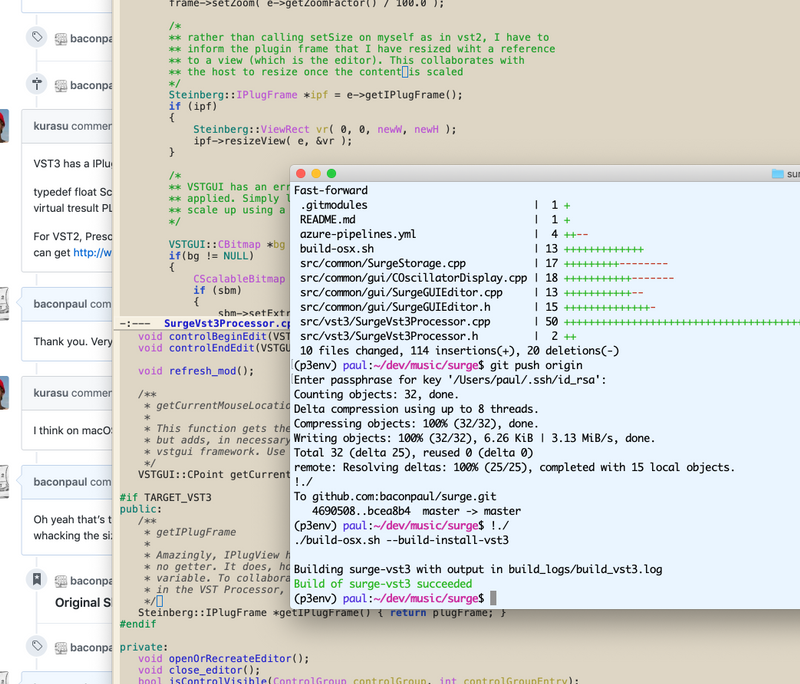 baconpa
baconpa
kurasu commen
VST3 has a IPlug
typedef float Sc
virtual tresult PL
For VST2, Preso
can get http://w
baconpaul com
Thank you. Very
kurasu commen
I think on macOS
baconpaul com
Oh yeah that's t
whacking the siz
baconpa
Original Si
baconpa
frame->setZoom( e->getZoomFactor() / 100.0 );
/*
** rather than calling setSize on myself as in vst2, I have to
** inform the plugin frame that I have resized wiht a reference
** to a view (which is the editor). This collaborates with
** the host to resize once the content is scaled
*/
Steinberg::IPlugFrame *ipf = e->getIPlugFrame();
if (ipf)
{
Steinberg::ViewRect vr( 0, 0, newW, newH );
ipf->resizeView( e, &vr );
}
/*
** VSTGUI has an err
** applied. Simply l
** scale up using a
*/
VSTGUI::CBitmap *bg
if(bg != NULL)
{
CScalableBitmap
if (sbm)
{
sbm->setExtr
-:--- SurgeVst3Processor.cp
void controlBeginEdit(VST
void controlEndEdit(VSTGU
void refresh_mod();
/**
* getCurrentMouseLocatio
*
* This function gets the
* but adds, in necessary
* vstgui framework. Use
*/
VSTGUI::CPoint getCurrent
#if TARGET_VST3
public:
/**
* getIPlugFrame
*
* Amazingly, IPlugView h
* no getter. It does, ho
* variable. To collabora
* in the VST Processor,
*/
Steinberg::IPlugFrame *getIPlugFrame() { return plugFrame; }
#endif
private:
void openOrRecreateEditor();
void close_editor();
bool isControlVisible(ControlGroup controlGroup, int controlGroupEntry);
sur
Fast-forward
.gitmodules | 1 +
README.md | 1 +
azure-pipelines.yml | 4 ++--
build-osx.sh | 13 +++++++++++++
src/common/SurgeStorage.cpp | 17 +++++++++--------
src/common/gui/COscillatorDisplay.cpp | 18 +++++++++++-------
src/common/gui/SurgeGUIEditor.cpp | 13 +++++++++++--
src/common/gui/SurgeGUIEditor.h | 15 ++++++++++++++-
src/vst3/SurgeVst3Processor.cpp | 50 ++++++++++++++++++++++++++++++++++++++++
src/vst3/SurgeVst3Processor.h | 2 ++
10 files changed, 114 insertions(+), 20 deletions(-)
(p3env) paul:~/dev/music/surge$ git push origin
Enter passphrase for key '/Users/paul/.ssh/id_rsa':
Counting objects: 32, done.
Delta compression using up to 8 threads.
Compressing objects: 100% (32/32), done.
Writing objects: 100% (32/32), 6.26 KiB | 3.13 MiB/s, done.
Total 32 (delta 25), reused 0 (delta 0)
remote: Resolving deltas: 100% (25/25), completed with 15 local objects.
!./
To github.com:baconpaul/surge.git
4690508..bcea8b4 master -> master
(p3env) paul:~/dev/music/surge$ !./
./build-osx.sh --build-install-vst3
Building surge-vst3 with output in build_logs/build_vst3.log
Build of surge-vst3 succeeded
(p3env) paul:~/dev/music/surge$